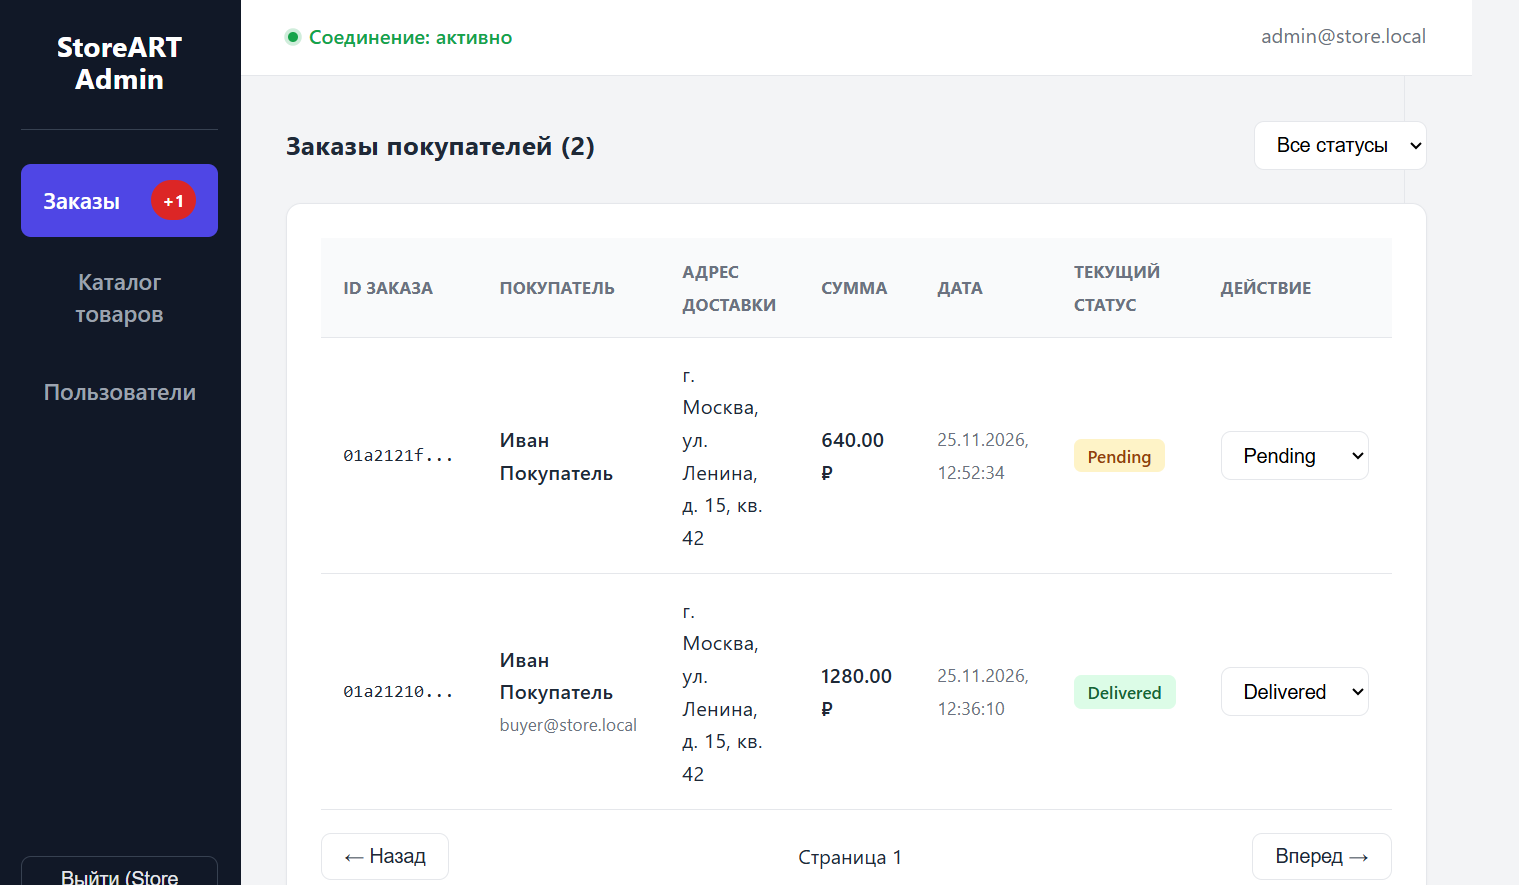 StoreART
Admin
Соединение: активно
admin@store.local
Заказы +1
Каталог
товаров
Пользователи
Выйти (Store
Заказы покупателей (2)
Все статусы
ID ЗАКАЗА
ПОКУПАТЕЛЬ
АДРЕС
ДОСТАВКИ
СУММА
ДАТА
ТЕКУЩИЙ
СТАТУС
ДЕЙСТВИЕ
01a2121f...
Иван
Покупатель
г.
Москва,
ул.
Ленина,
д. 15, кв.
42
640.00
₽
25.11.2026,
12:52:34
Pending
Pending
01a21210...
Иван
Покупатель
buyer@store.local
г.
Москва,
ул.
Ленина,
д. 15, кв.
42
1280.00
₽
25.11.2026,
12:36:10
Delivered
Delivered
← Назад
Страница 1
Вперед →